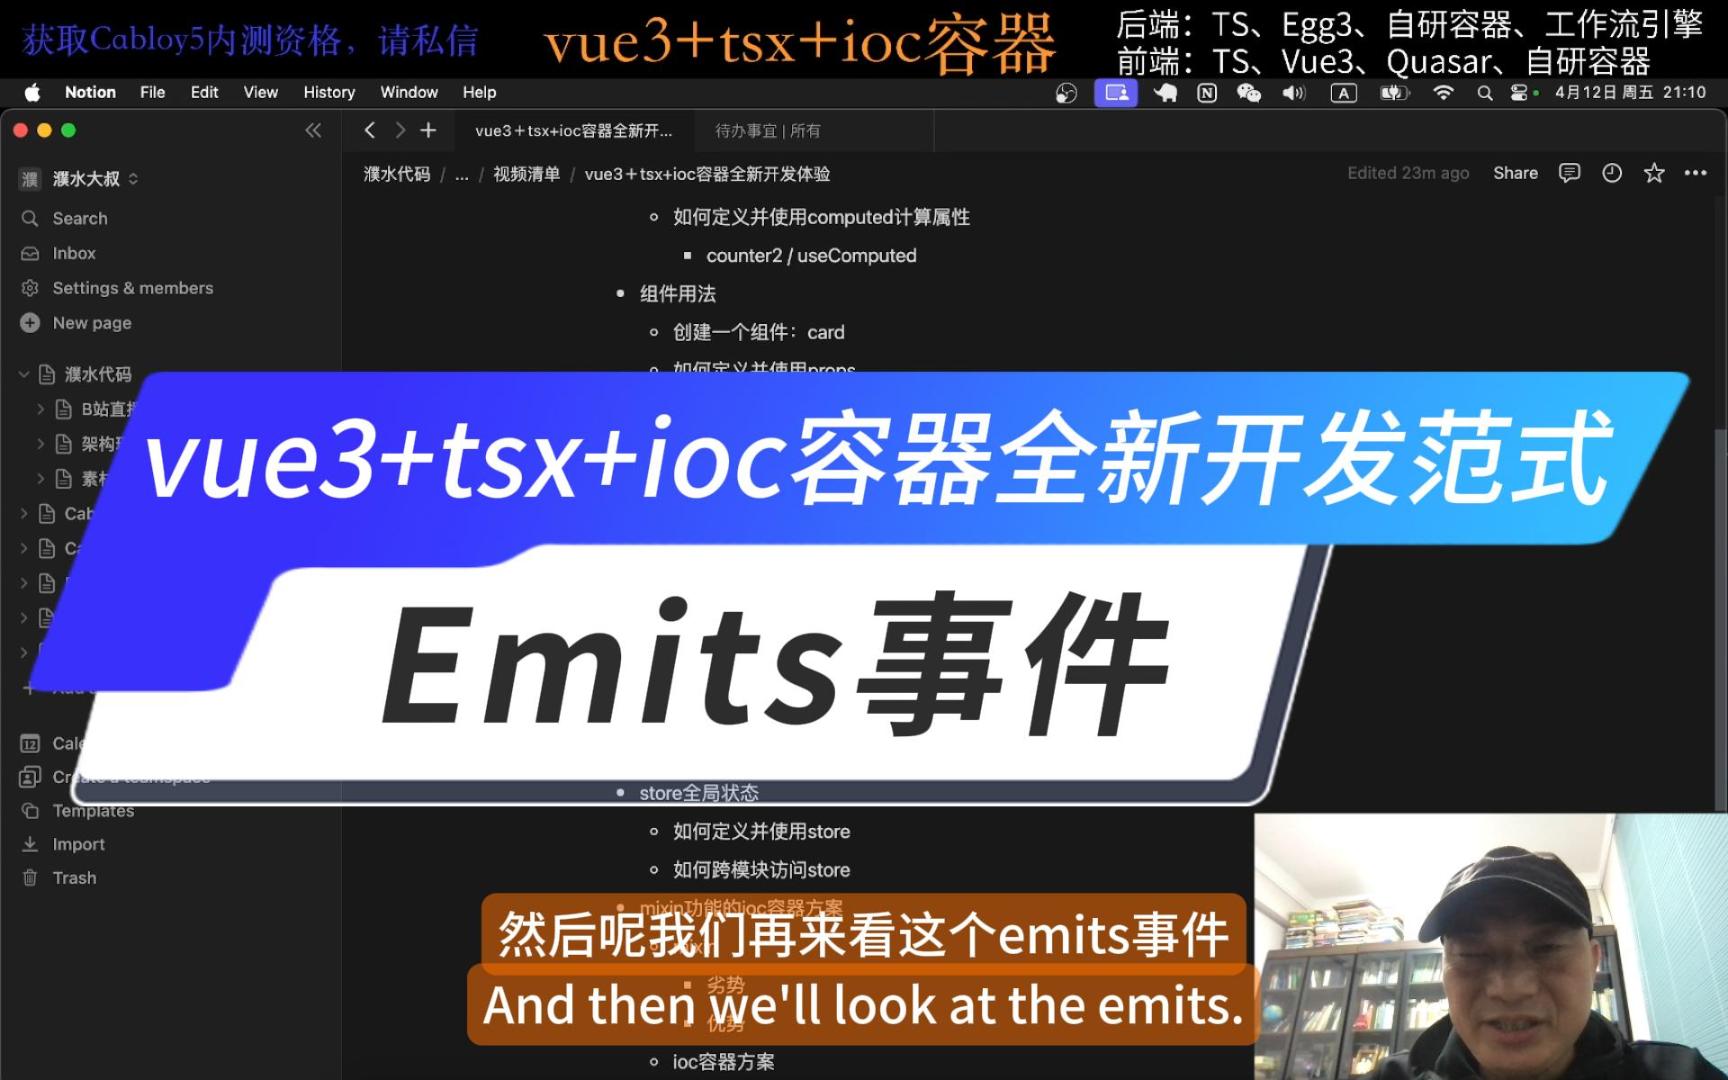 获取Cabloy5内测资格，请私信
vue3+tsx+ioc容器
后端：TS、Egg3、自研容器、工作流引擎
前端：TS、Vue3、Quasar、自研容器
Notion File Edit View History Window Help
4月12日 周五 21:10
vue3+tsx+ioc容器全新开...
待办事宜 | 所有
濮水代码 / ... / 视频清单 / vue3+tsx+ioc容器全新开发体验
Edited 23m ago Share
濮 濮水大叔
Search
Inbox
Settings & members
New page
濮水代码
B站直
如何定义并使用computed计算属性
counter2 / useComputed
组件用法
创建一个组件：card
如何定义并使用props
vue3+tsx+ioc容器全新开发范式
Emits事件
Create a teamspace
Templates
Import
Trash
store全局状态
如何定义并使用store
如何跨模块访问store
mixin功能的ioc容器方案
然后呢我们再来看这个emits事件
劣势
And then we'll look at the emits.
优势
ioc容器方案